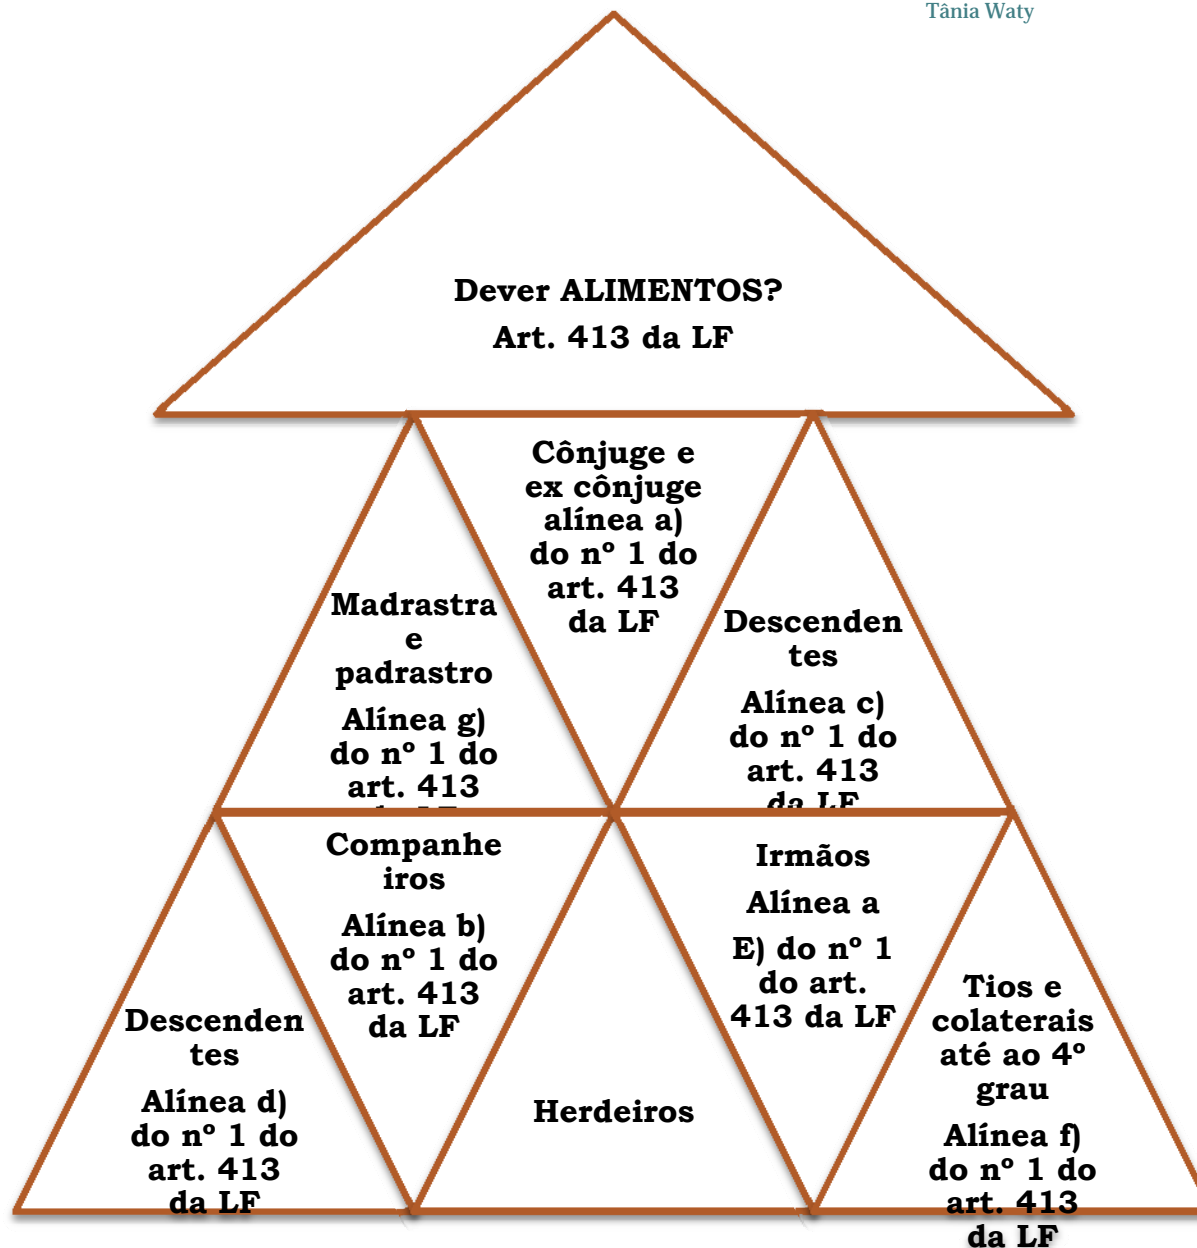 Tânia Waty
Dever ALIMENTOS?
Art. 413 da LF
Cônjuge e
ex cônjuge
alínea a)
do nº 1 do
art. 413
da LF
Madrastra
e
padrastro
Alínea g)
do nº 1 do
art. 413
Descenden
tes
Alínea c)
do nº 1 do
art. 413
da LF
Companhe
iros
Alínea b)
do nº 1 do
art. 413
da LF
Irmãos
Alínea a
E) do nº 1
do art.
413 da LF
Descenden
tes
Alínea d)
do nº 1 do
art. 413
da LF
Herdeiros
Tios e
colaterais
até ao 4º
grau
Alínea f)
do nº 1 do
art. 413
da LF